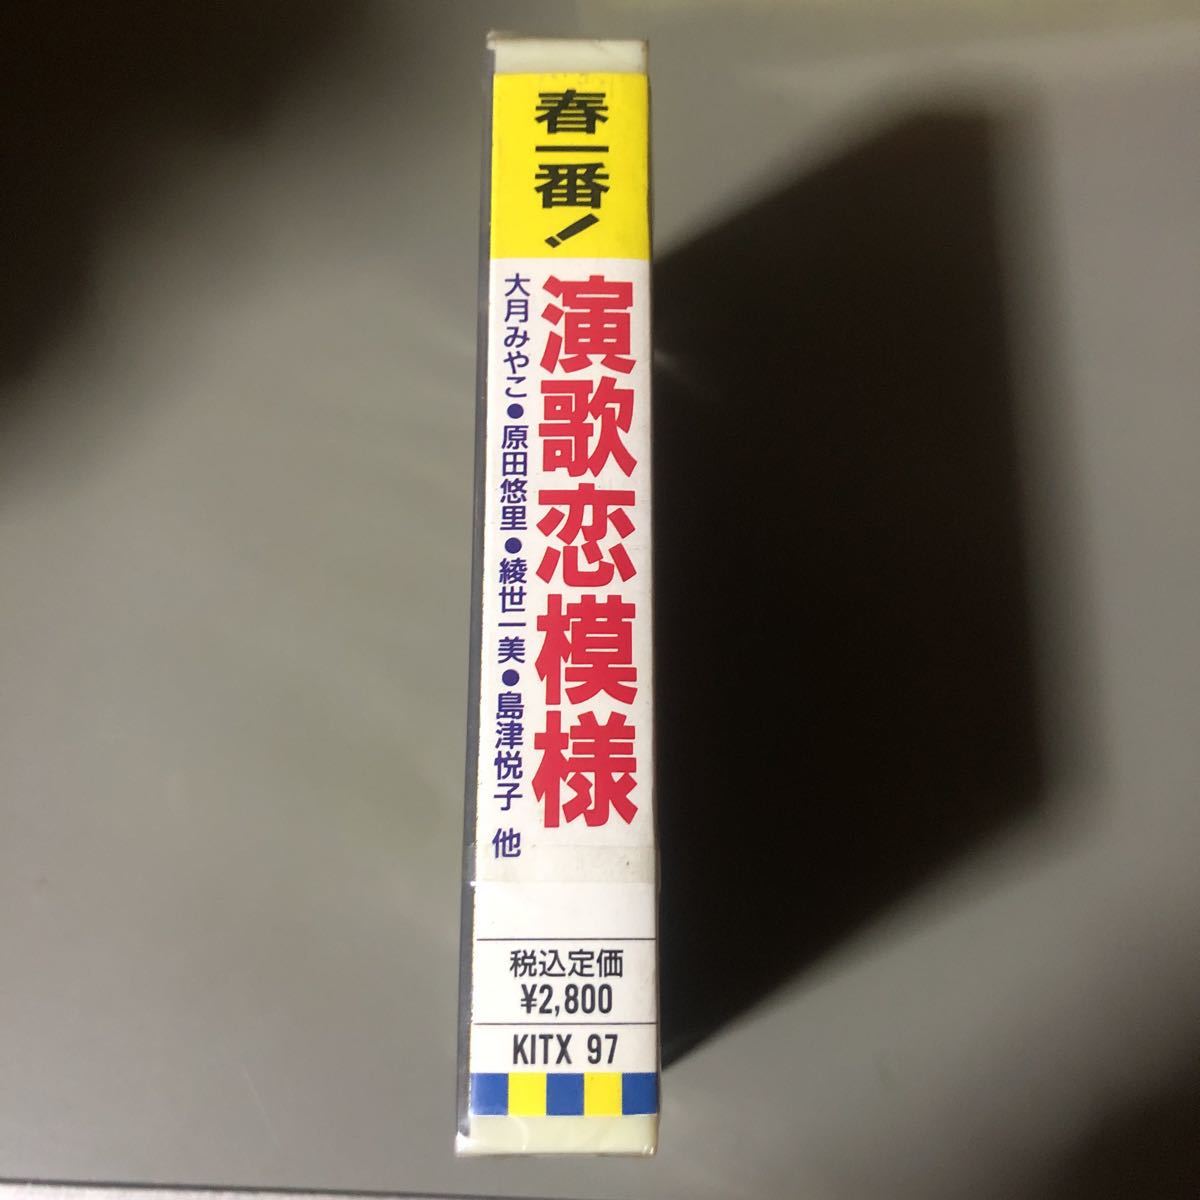 春一番!
演歌恋模様
大月みやこ●原田悠里●綾世一美●島津悦子 他
税込定価
¥2,800
KITX 97